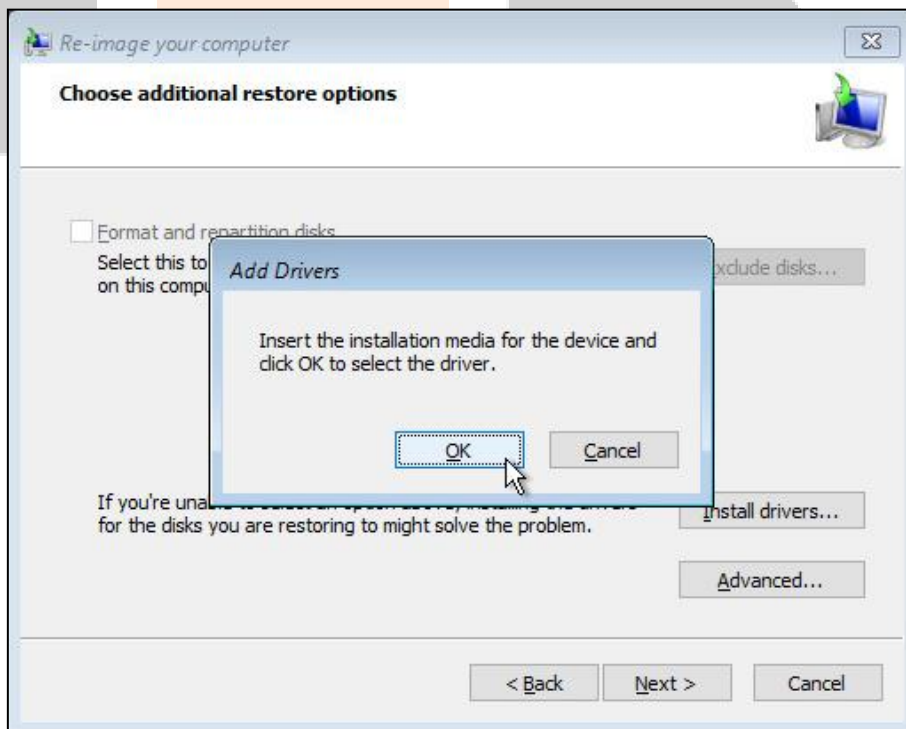 Re-image your computer
Choose additional restore options
Format and repartition disks
Select this to
on this compu
xclude disks...
Add Drivers
Insert the installation media for the device and
click OK to select the driver.
OK
Cancel
If you're una
for the disks you are restoring to might solve the problem.
Install drivers...
Advanced...
< Back
Next >
Cancel